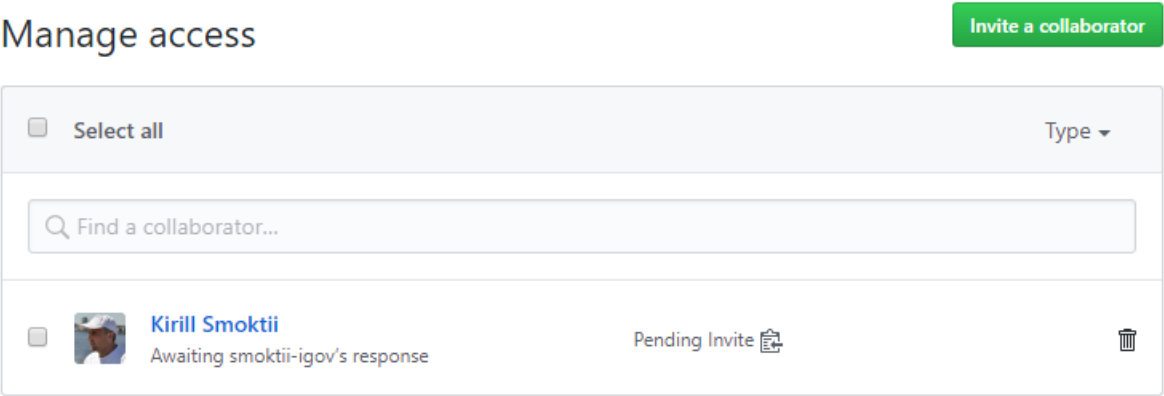 Manage access
Invite a collaborator
Select all
Type
Find a collaborator...
Kirill Smoktii
Awaiting smoktii-igov's response
Pending Invite